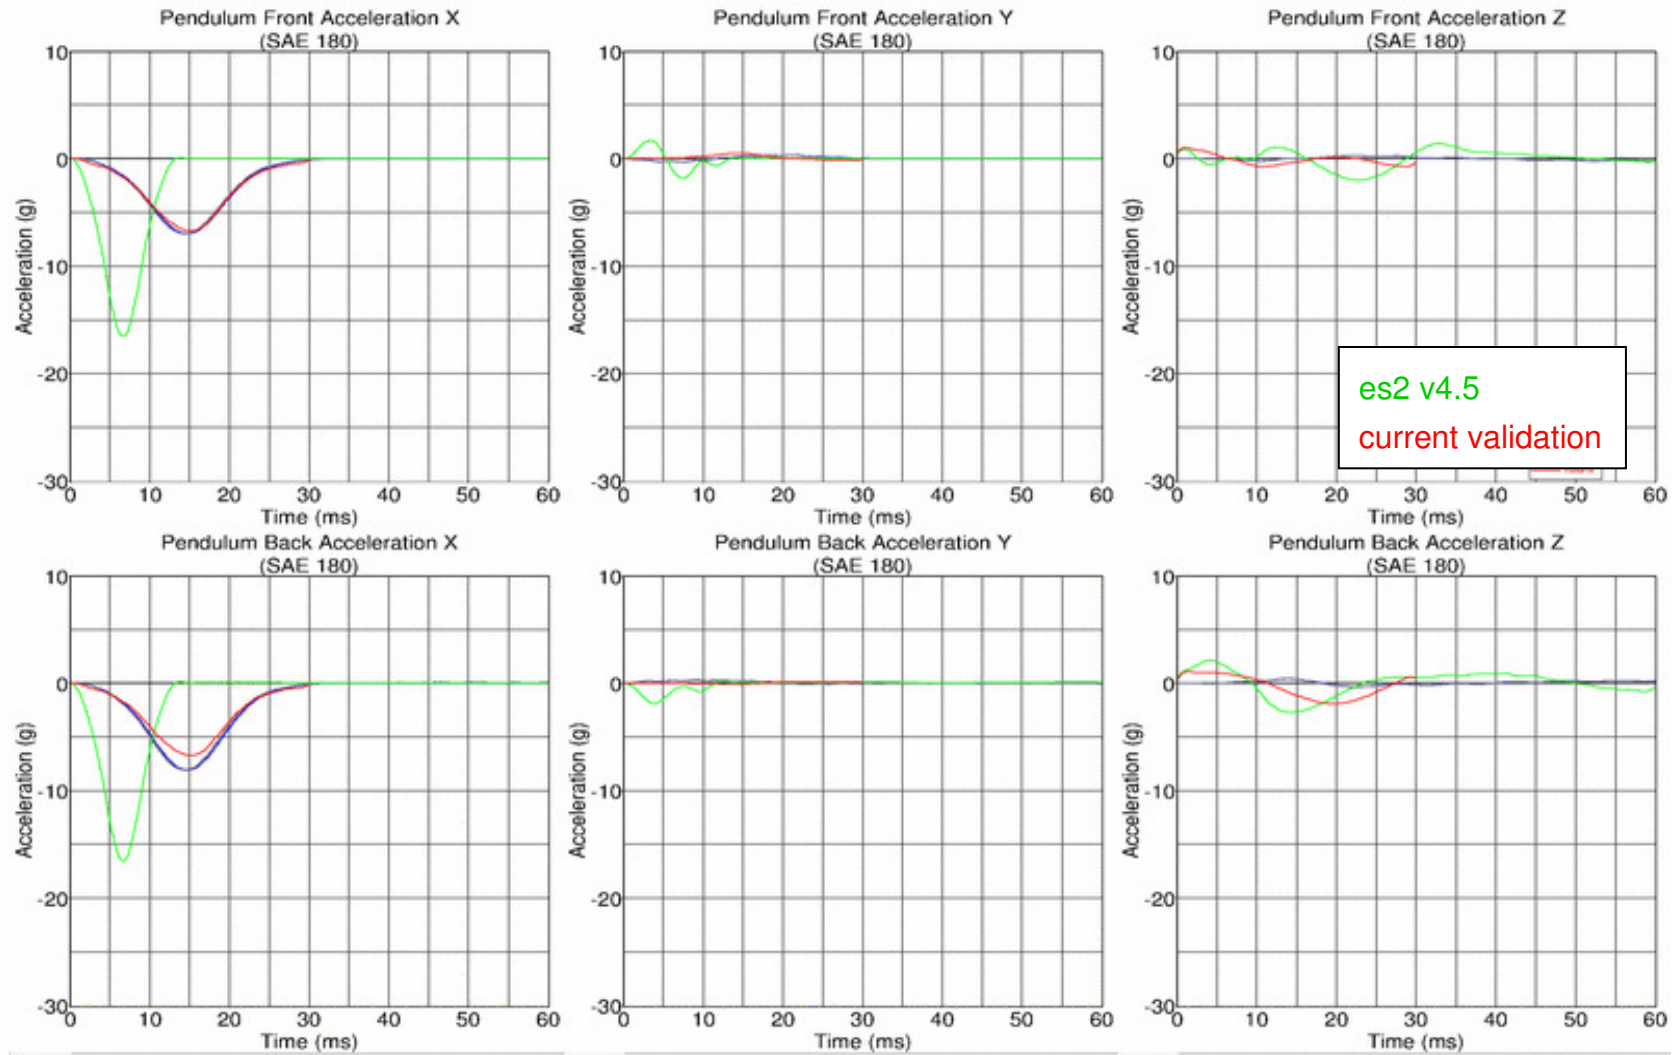 Pendulum Front Acceleration X
(SAE 180)
10
0
-10
-20
-30
Acceleration (g)
0 10 20 30 40 50 60
Time (ms)
Pendulum Front Acceleration Y
(SAE 180)
10
0
-10
-20
-30
Acceleration (g)
0 10 20 30 40 50 60
Time (ms)
Pendulum Front Acceleration Z
(SAE 180)
10
0
-10
-20
-30
Acceleration (g)
es2 v4.5
current validation
0 10 20 30 40 50 60
Time (ms)
Pendulum Back Acceleration X
(SAE 180)
10
0
-10
-20
-30
Acceleration (g)
0 10 20 30 40 50 60
Time (ms)
Pendulum Back Acceleration Y
(SAE 180)
10
0
-10
-20
-30
Acceleration (g)
0 10 20 30 40 50 60
Time (ms)
Pendulum Back Acceleration Z
(SAE 180)
10
0
-10
-20
-30
Acceleration (g)
0 10 20 30 40 50 60
Time (ms)